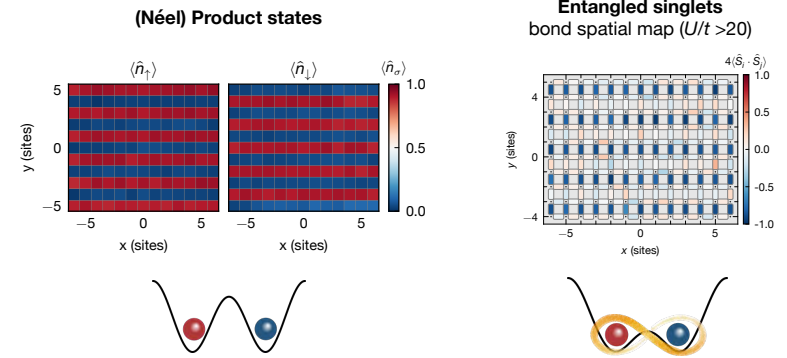 (Néel) Product states
Entangled singlets
bond spatial map (U/t >20)
⟨n̂↑⟩
⟨n̂↓⟩
⟨n̂σ⟩
1.0
0.5
0.0
5
0
−5
y (sites)
−5
0
5
x (sites)
−5
0
5
x (sites)
4⟨Ŝi · Ŝj⟩
1.0
0.5
0.0
-0.5
-1.0
4
0
−4
y (sites)
−5
0
5
x (sites)